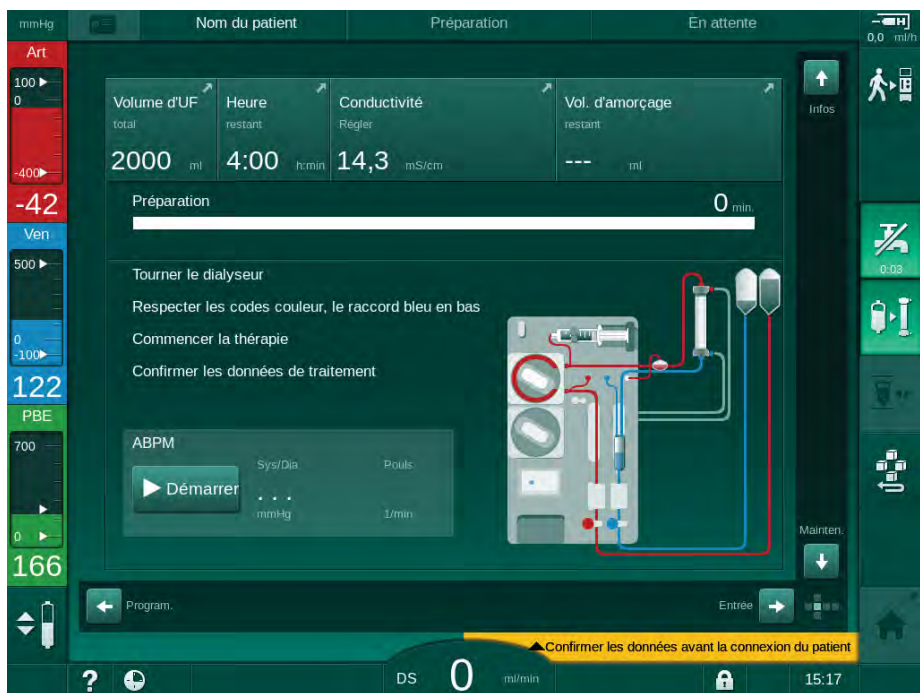 mmHg
Nom du patient
Préparation
En attente
0,0 ml/h
Art
100
0
-400
-42
Ven
500
0
-100
122
PBE
700
0
166
Volume d'UF
total
2000 ml
Heure
restant
4:00 h:min
Conductivité
Régler
14,3 mS/cm
Vol. d'amorçage
restant
--- ml
Infos
Préparation
0 min.
Tourner le dialyseur
Respecter les codes couleur, le raccord bleu en bas
Commencer la thérapie
Confirmer les données de traitement
ABPM
Démarrer
Sys/Dia
. . .
mmHg
Pouls
1/min
0:03
H
Mainten.
Program.
Entrée
Confirmer les données avant la connexion du patient
?
DS 0 ml/min
15:17